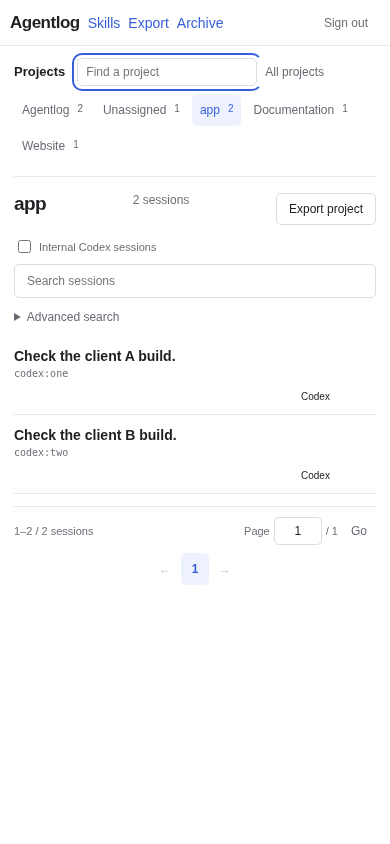 Agentlog Skills Export Archive Sign out
Projects Find a project All projects
Agentlog 2 Unassigned 1 app 2 Documentation 1
Website 1
app 2 sessions Export project
Internal Codex sessions
Search sessions
▶ Advanced search
Check the client A build.
codex:one
Codex
Check the client B build.
codex:two
Codex
1–2 / 2 sessions Page 1 / 1 Go
← 1 →